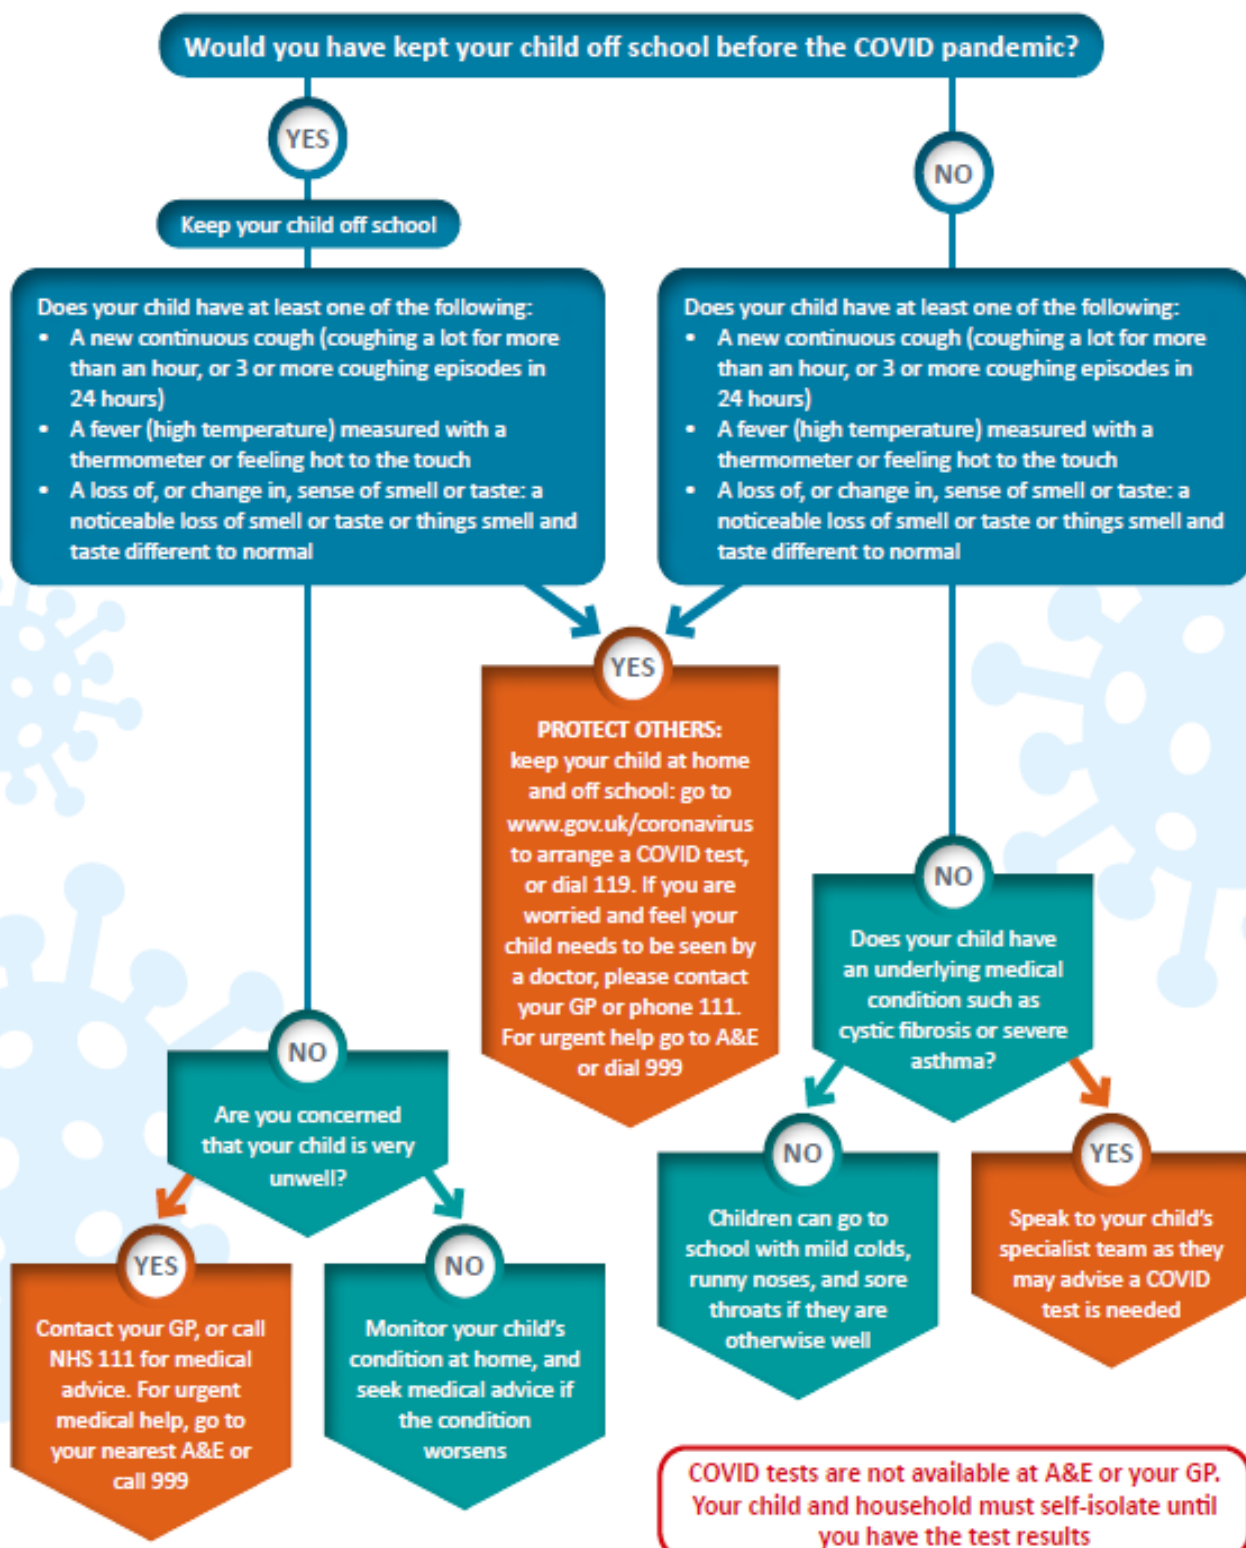 Would you have kept your child off school before the COVID pandemic?
YES
NO
Keep your child off school
Does your child have at least one of the following:
• A new continuous cough (coughing a lot for more
than an hour, or 3 or more coughing episodes in
24 hours)
• A fever (high temperature) measured with a
thermometer or feeling hot to the touch
• A loss of, or change in, sense of smell or taste: a
noticeable loss of smell or taste or things smell and
taste different to normal
Does your child have at least one of the following:
• A new continuous cough (coughing a lot for more
than an hour, or 3 or more coughing episodes in
24 hours)
• A fever (high temperature) measured with a
thermometer or feeling hot to the touch
• A loss of, or change in, sense of smell or taste: a
noticeable loss of smell or taste or things smell and
taste different to normal
YES
PROTECT OTHERS:
keep your child at home
and off school: go to
www.gov.uk/coronavirus
to arrange a COVID test,
or dial 119. If you are
worried and feel your
child needs to be seen by
a doctor, please contact
your GP or phone 111.
For urgent help go to A&E
or dial 999
NO
Does your child have
an underlying medical
condition such as
cystic fibrosis or severe
asthma?
NO
Are you concerned
that your child is very
unwell?
YES
Contact your GP, or call
NHS 111 for medical
advice. For urgent
medical help, go to
your nearest A&E or
call 999
NO
Monitor your child's
condition at home, and
seek medical advice if
the condition
worsens
NO
Children can go to
school with mild colds,
runny noses, and sore
throats if they are
otherwise well
YES
Speak to your child's
specialist team as they
may advise a COVID
test is needed
COVID tests are not available at A&E or your GP.
Your child and household must self-isolate until
you have the test results